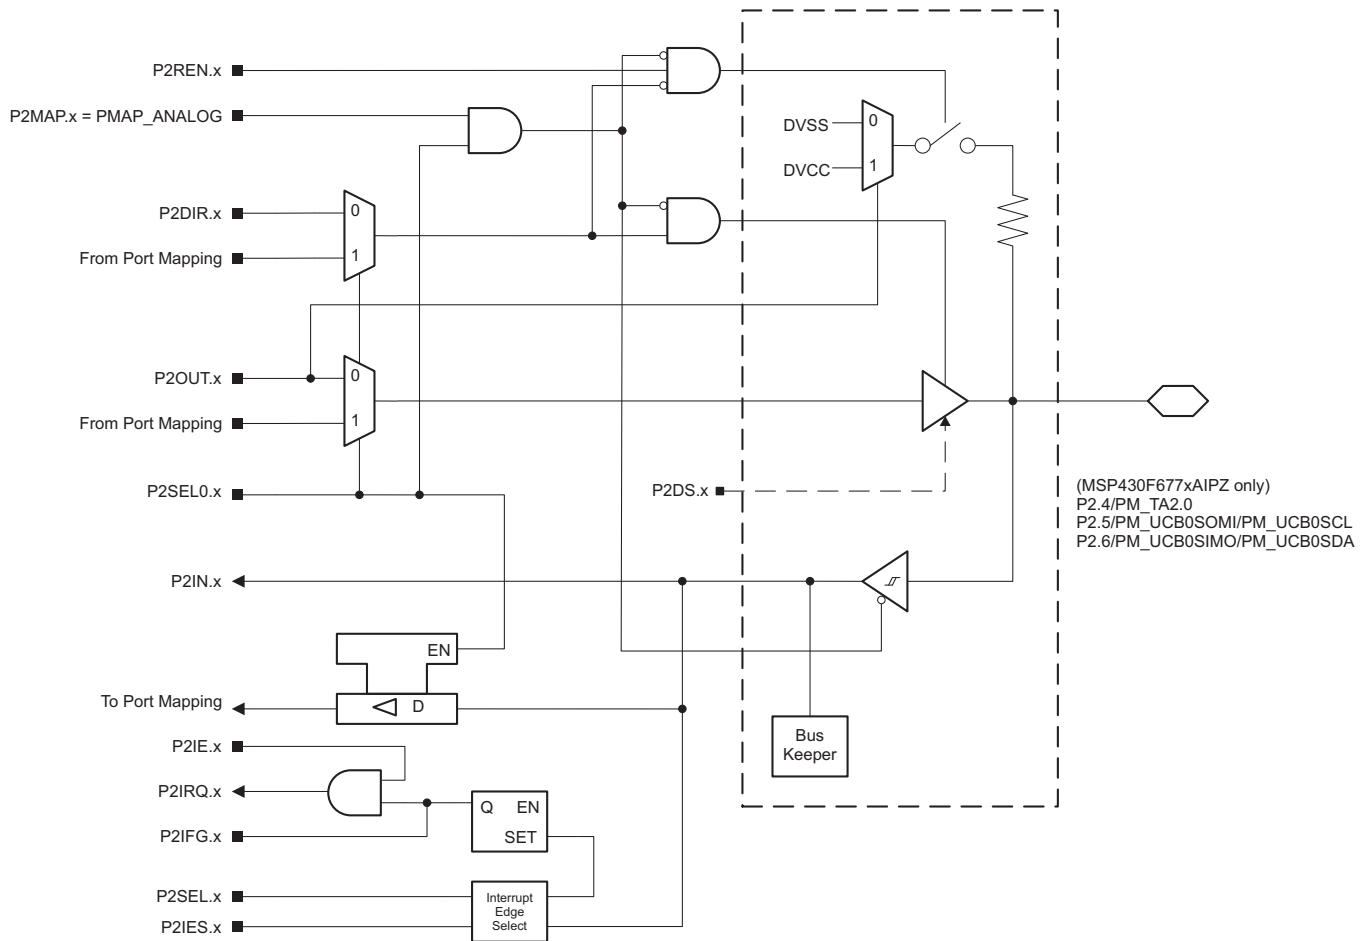 P2REN.x
P2MAP.x = PMAP_ANALOG
DVSS
0
DVCC
1
P2DIR.x
0
From Port Mapping
1
P2OUT.x
0
From Port Mapping
1
P2SEL0.x
P2DS.x
(MSP430F677xAIPZ only)
P2.4/PM_TA2.0
P2.5/PM_UCB0SOMI/PM_UCB0SCL
P2.6/PM_UCB0SIMO/PM_UCB0SDA
P2IN.x
EN
To Port Mapping
D
Bus
Keeper
P2IE.x
P2IRQ.x
Q EN
SET
P2IFG.x
P2SEL.x
P2IES.x
Interrupt
Edge
Select